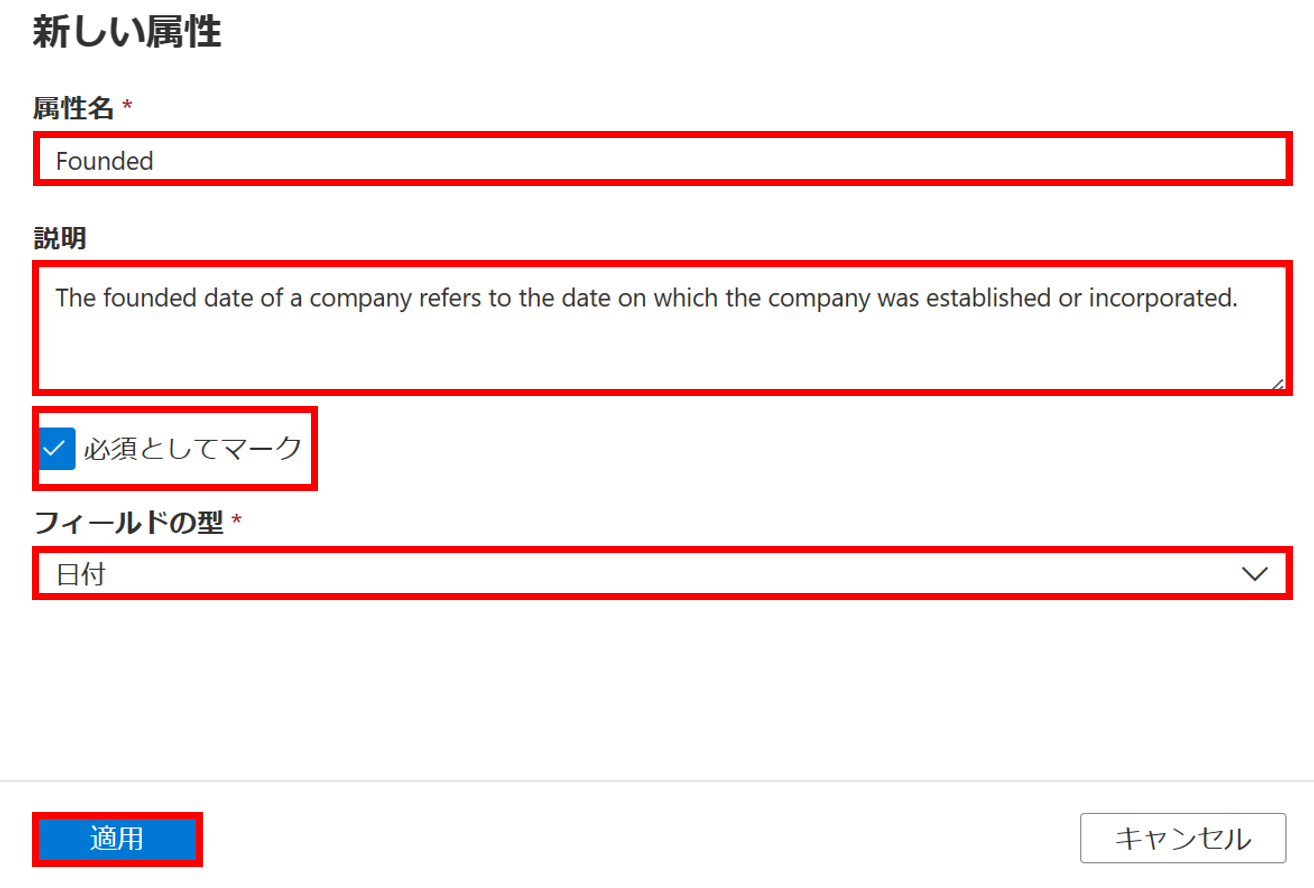 新しい属性
属性名 *
Founded
説明
The founded date of a company refers to the date on which the company was established or incorporated.
必須としてマーク
フィールドの型 *
日付
適用
キャンセル